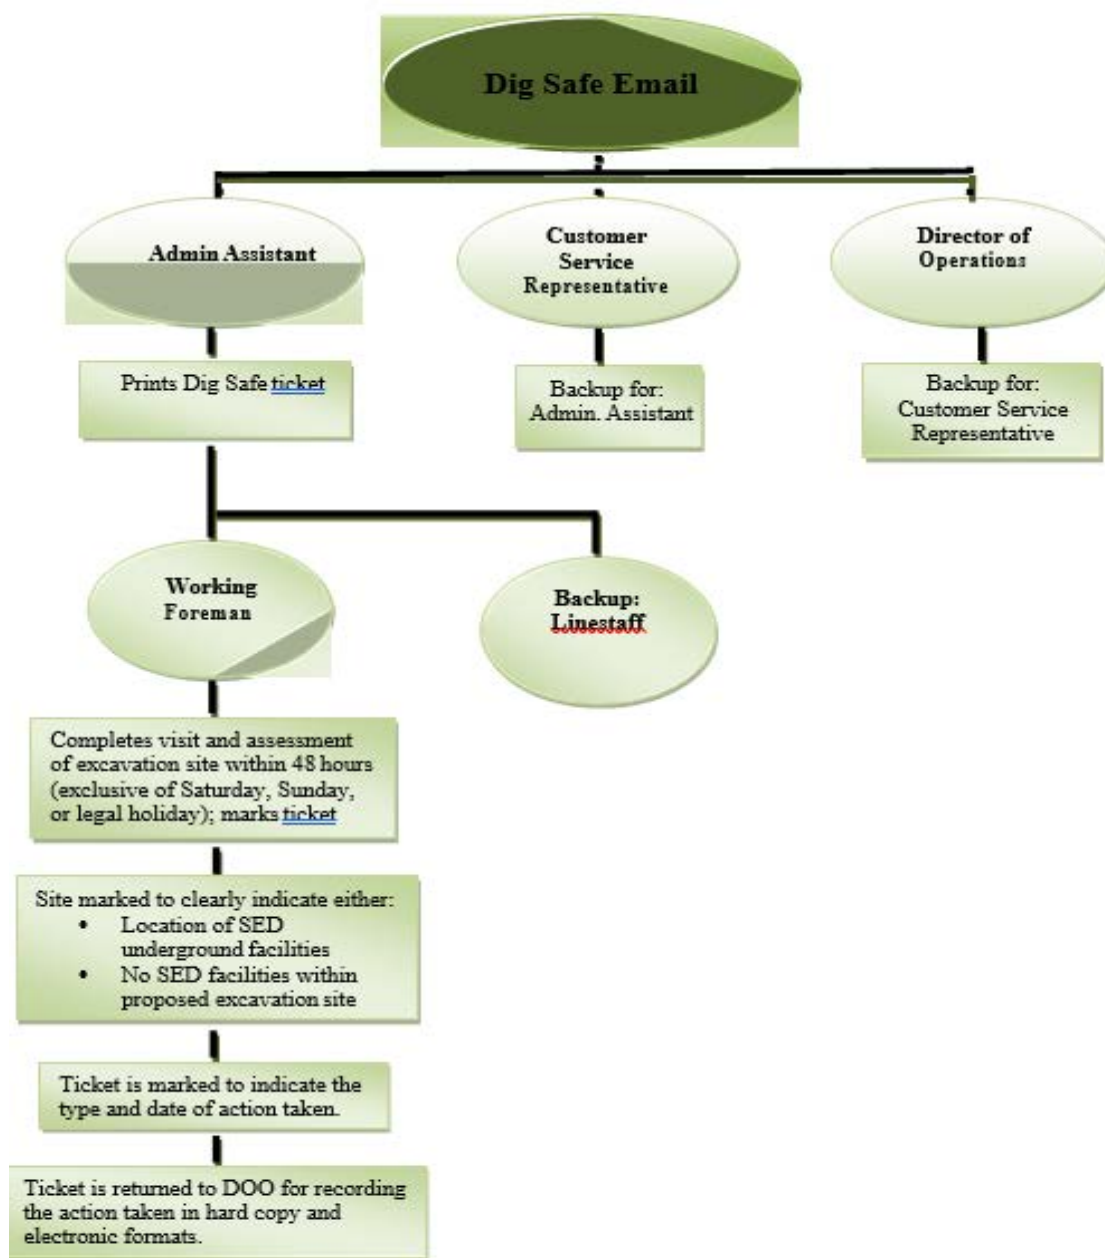 Dig Safe Email
Admin Assistant
Customer
Service
Representative
Director of
Operations
Prints Dig Safe ticket
Backup for:
Admin. Assistant
Backup for:
Customer Service
Representative
Working
Foreman
Backup:
Linestaff
Completes visit and assessment
of excavation site within 48 hours
(exclusive of Saturday, Sunday,
or legal holiday); marks ticket
Site marked to clearly indicate either:
• Location of SED
underground facilities
• No SED facilities within
proposed excavation site
Ticket is marked to indicate the
type and date of action taken.
Ticket is returned to DOO for recording
the action taken in hard copy and
electronic formats.